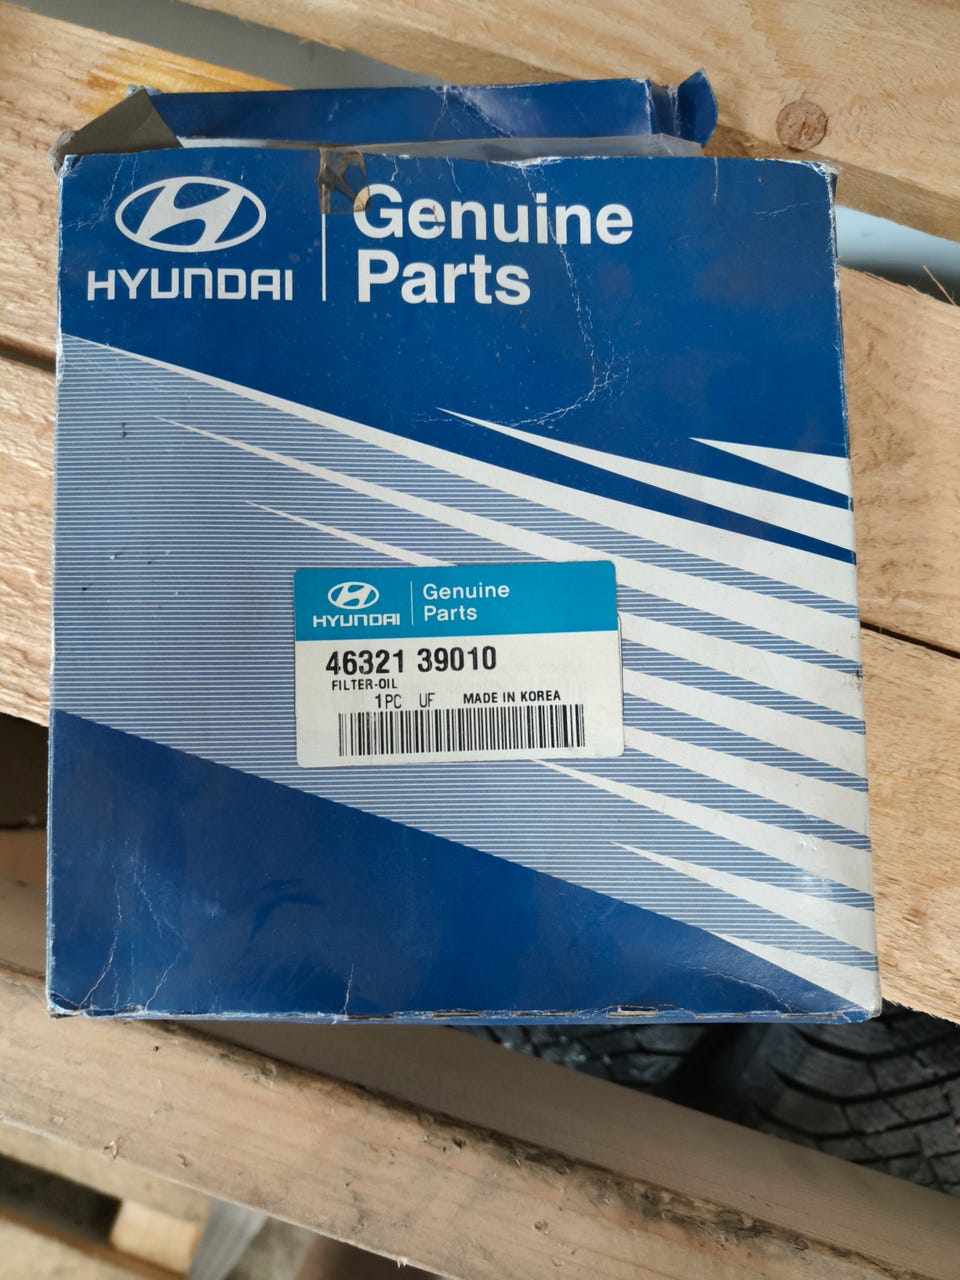 HYUNDAI
Genuine
Parts
HYUNDAI
Genuine
Parts
46321 39010
FILTER-OIL
1PC UF MADE IN KOREA